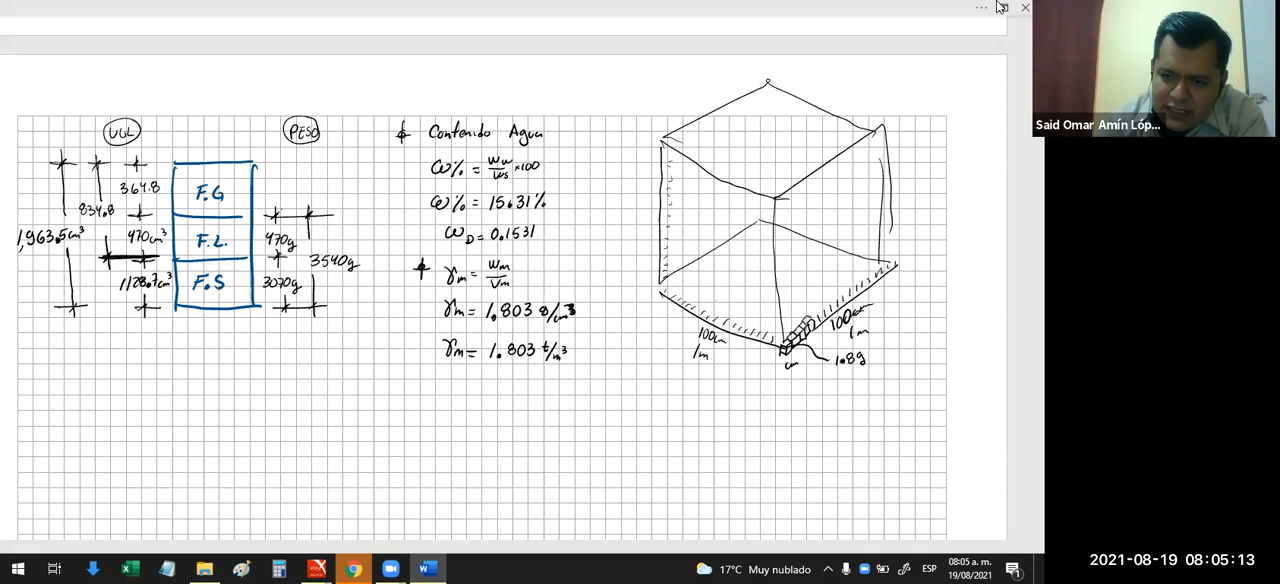 Said Omar Amín Lóp...
VOL
PESO
Contenido Agua
ω% = Ww/Ws ×100
364.8
F.G
834.8
ω% = 15.31%
1,963.5cm³
470cm³
F.L.
470g
ωD = 0.1531
3540g
1128.7cm³
F.S
3070g
γm = Wm/Vm
γm = 1.803 g/cm³
γm = 1.803 t/m³
100cm
1m
100cm
1m
cm
1.8g
17°C Muy nublado
ESP
08:05 a. m.
19/08/2021
2021-08-19 08:05:13